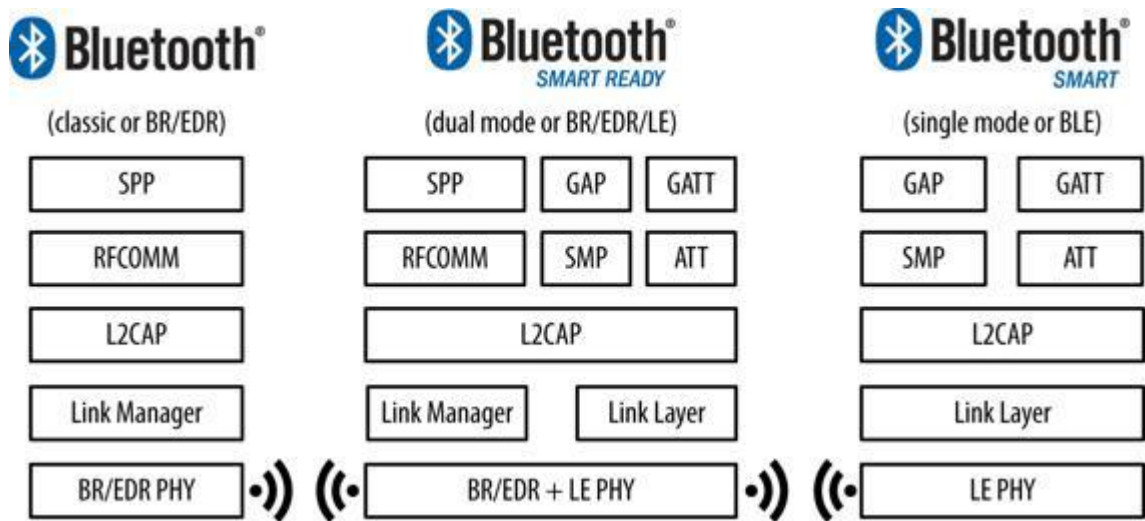 Bluetooth®
(classic or BR/EDR)
SPP
RFCOMM
L2CAP
Link Manager
BR/EDR PHY
Bluetooth®
SMART READY
(dual mode or BR/EDR/LE)
SPP GAP GATT
RFCOMM SMP ATT
L2CAP
Link Manager Link Layer
BR/EDR + LE PHY
Bluetooth®
SMART
(single mode or BLE)
GAP GATT
SMP ATT
L2CAP
Link Layer
LE PHY